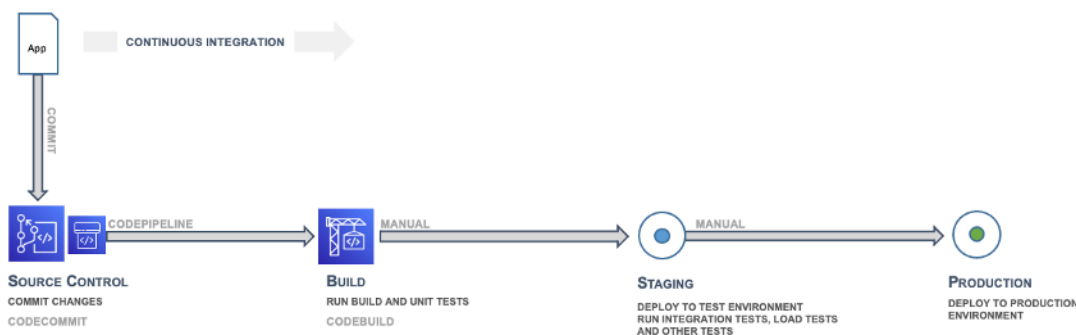 App
CONTINUOUS INTEGRATION
COMMIT
CODEPIPELINE
MANUAL
MANUAL
SOURCE CONTROL
COMMIT CHANGES
CODECOMMIT
BUILD
RUN BUILD AND UNIT TESTS
CODEBUILD
STAGING
DEPLOY TO TEST ENVIRONMENT
RUN INTEGRATION TESTS, LOAD TESTS
AND OTHER TESTS
PRODUCTION
DEPLOY TO PRODUCTION
ENVIRONMENT